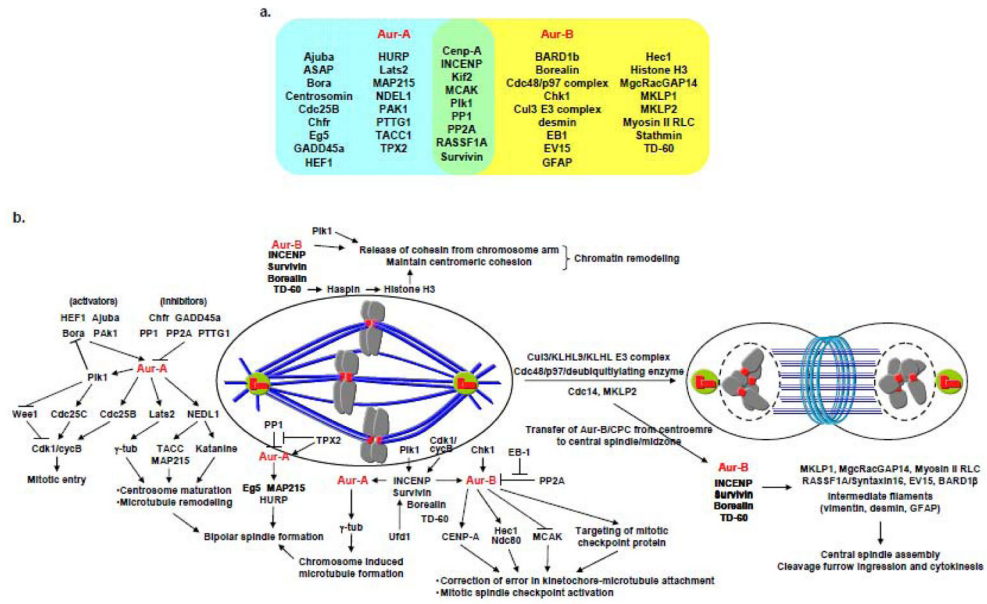 a.
Aur-A
Aur-B
Ajuba
ASAP
Bora
Centrosomin
Cdc25B
Chfr
Eg5
GADD45a
HEF1
HURP
Lats2
MAP215
NDEL1
PAK1
PTTG1
TACC1
TPX2
Cenp-A
INCENP
Kif2
MCAK
Plk1
PP1
PP2A
RASSF1A
Survivin
BARD1b
Borealin
Cdc48/p97 complex
Chk1
Cul3 E3 complex
desmin
EB1
EV15
GFAP
Hec1
Histone H3
MgcRacGAP14
MKLP1
MKLP2
Myosin II RLC
Stathmin
TD-60
b.
Plk1
Aur-B
INCENP
Survivin
Borealin
TD-60
Haspin
Histone H3
Release of cohesin from chromosome arm
Maintain centromeric cohesion
Chromatin remodeling
(activators)
HEF1 Ajuba
Bora PAk1
(inhibitors)
Chfr GADD45a
PP1 PP2A PTTG1
Aur-A
Plk1
Wee1
Cdc25C
Cdc25B
Lats2
NEDL1
Cdk1/cycB
γ-tub
TACC
MAP215
Katanine
Mitotic entry
•Centrosome maturation
•Microtubule remodeling
PP1
TPX2
Aur-A
Eg5 MAP215
HURP
Bipolar spindle formation
Aur-A
γ-tub
Chromosome induced
microtubule formation
Plk1
Cdk1/
cycB
INCENP
Survivin
Borealin
TD-60
Ufd1
Chk1
EB-1
Aur-B
PP2A
CENP-A
Hec1
Ndc80
MCAK
Targeting of mitotic
checkpoint protein
•Correction of error in kinetochore-microtubule attachment
•Mitotic spindle checkpoint activation
Cul3/KLHL9/KLHL E3 complex
Cdc48/p97/deubiquitiylating enzyme
Cdc14, MKLP2
Transfer of Aur-B/CPC from centroemre
to central spindle/midzone
Aur-B
INCENP
Survivin
Borealin
TD-60
MKLP1, MgcRacGAP14, Myosin II RLC
RASSF1A/Syntaxin16, EV15, BARD1β
Intermediate filaments
(vimentin, desmin, GFAP)
Central spindle assembly
Cleavage furrow ingression and cytokinesis